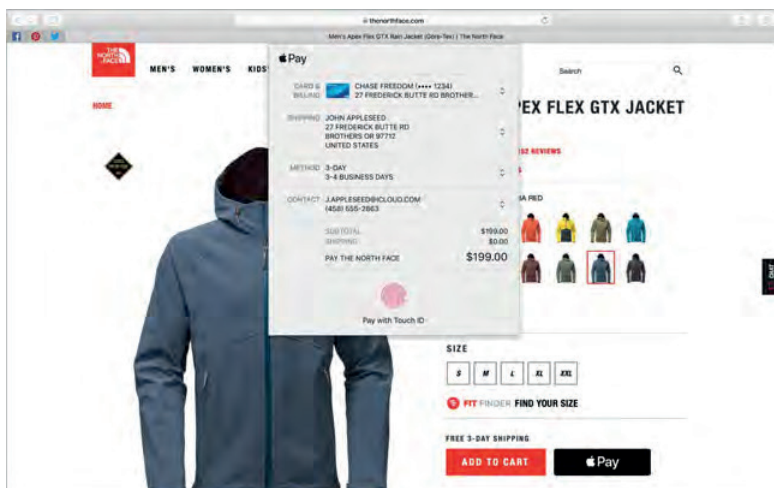 thenorthface.com
Men's Apex Flex GTX Rain Jacket (Gore-Tex) | The North Face
THE
NORTH
FACE
MEN'S WOMEN'S KIDS'
Search
HOME
PEX FLEX GTX JACKET
REVIEWS
RED
Pay
CARD & BILLING CHASE FREEDOM (•••• 1234)
27 FREDERICK BUTTE RD BROTHER...
SHIPPING JOHN APPLESEED
27 FREDERICK BUTTE RD
BROTHERS OR 97712
UNITED STATES
METHOD 3-DAY
3-4 BUSINESS DAYS
CONTACT J.APPLESEED@ICLOUD.COM
(458) 555-2863
SUBTOTAL $199.00
SHIPPING $0.00
PAY THE NORTH FACE $199.00
Pay with Touch ID
CHAT
SIZE
S M L XL XXL
FIT FINDER FIND YOUR SIZE
FREE 3-DAY SHIPPING
ADD TO CART Pay